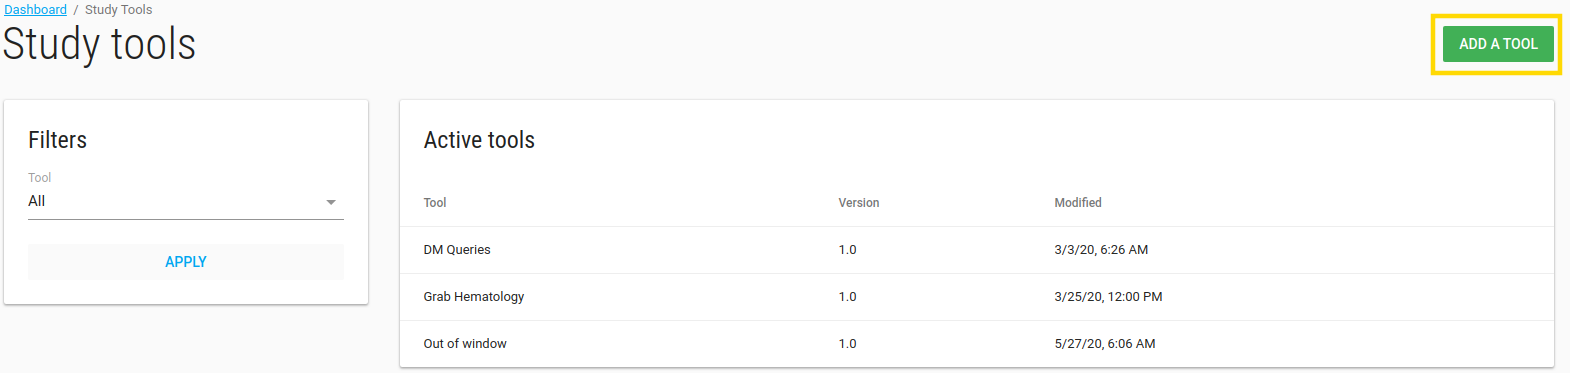 Dashboard / Study Tools
Study tools
ADD A TOOL
Filters
Tool
All
APPLY
Active tools
Tool Version Modified
DM Queries 1.0 3/3/20, 6:26 AM
Grab Hematology 1.0 3/25/20, 12:00 PM
Out of window 1.0 5/27/20, 6:06 AM